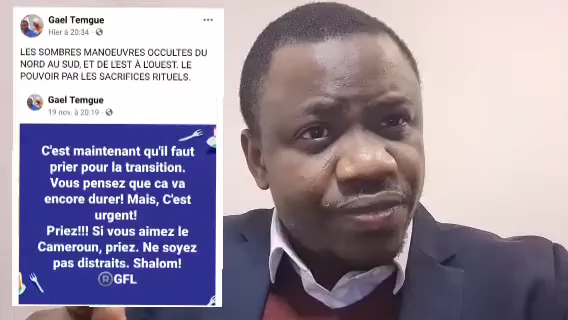 Gael Temgue
Hier à 20:34 ·
LES SOMBRES MANOEUVRES OCCULTES DU
NORD AU SUD, ET DE L'EST À L'OUEST. LE
POUVOIR PAR LES SACRIFICES RITUELS.
Gael Temgue
19 nov. à 20:19 ·
C'est maintenant qu'il faut
prier pour la transition.
Vous pensez que ca va
encore durer! Mais, C'est
urgent!
Priez!!! Si vous aimez le
Cameroun, priez. Ne soyez
pas distraits. Shalom!
®GFL